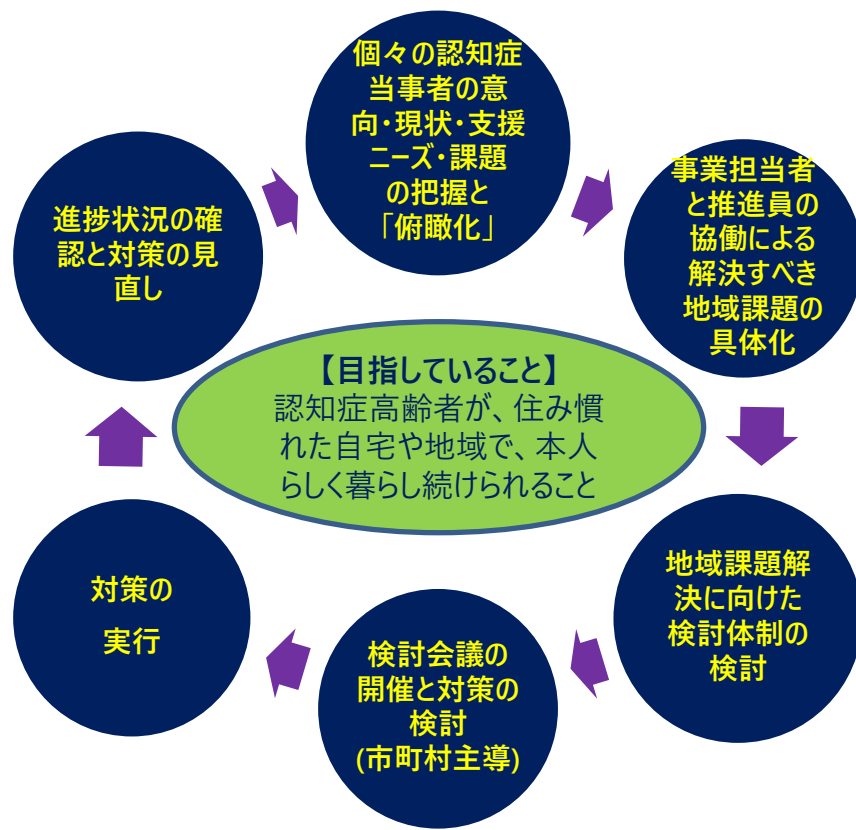 個々の認知症
当事者の意
向・現状・支援
ニーズ・課題
の把握と
「俯瞰化」
事業担当者
と推進員の
協働による
解決すべき
地域課題の
具体化
地域課題解
決に向けた
検討体制の
検討
検討会議の
開催と対策の
検討
(市町村主導)
対策の
実行
進捗状況の確
認と対策の見
直し
【目指していること】
認知症高齢者が、住み慣
れた自宅や地域で、本人
らしく暮らし続けられること